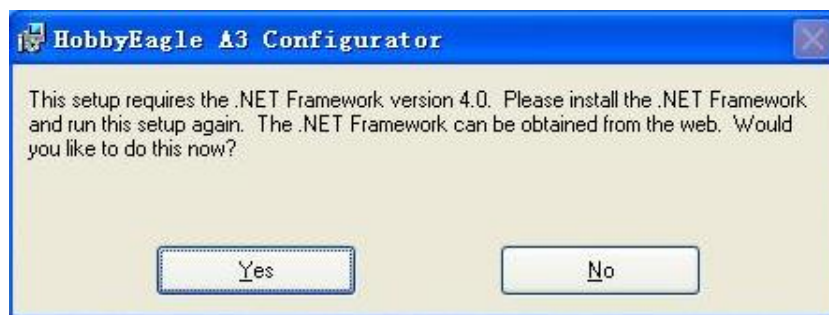 HobbyEagle A3 Configurator
This setup requires the .NET Framework version 4.0.  Please install the .NET Framework
and run this setup again.  The .NET Framework can be obtained from the web.  Would
you like to do this now?
Yes
No